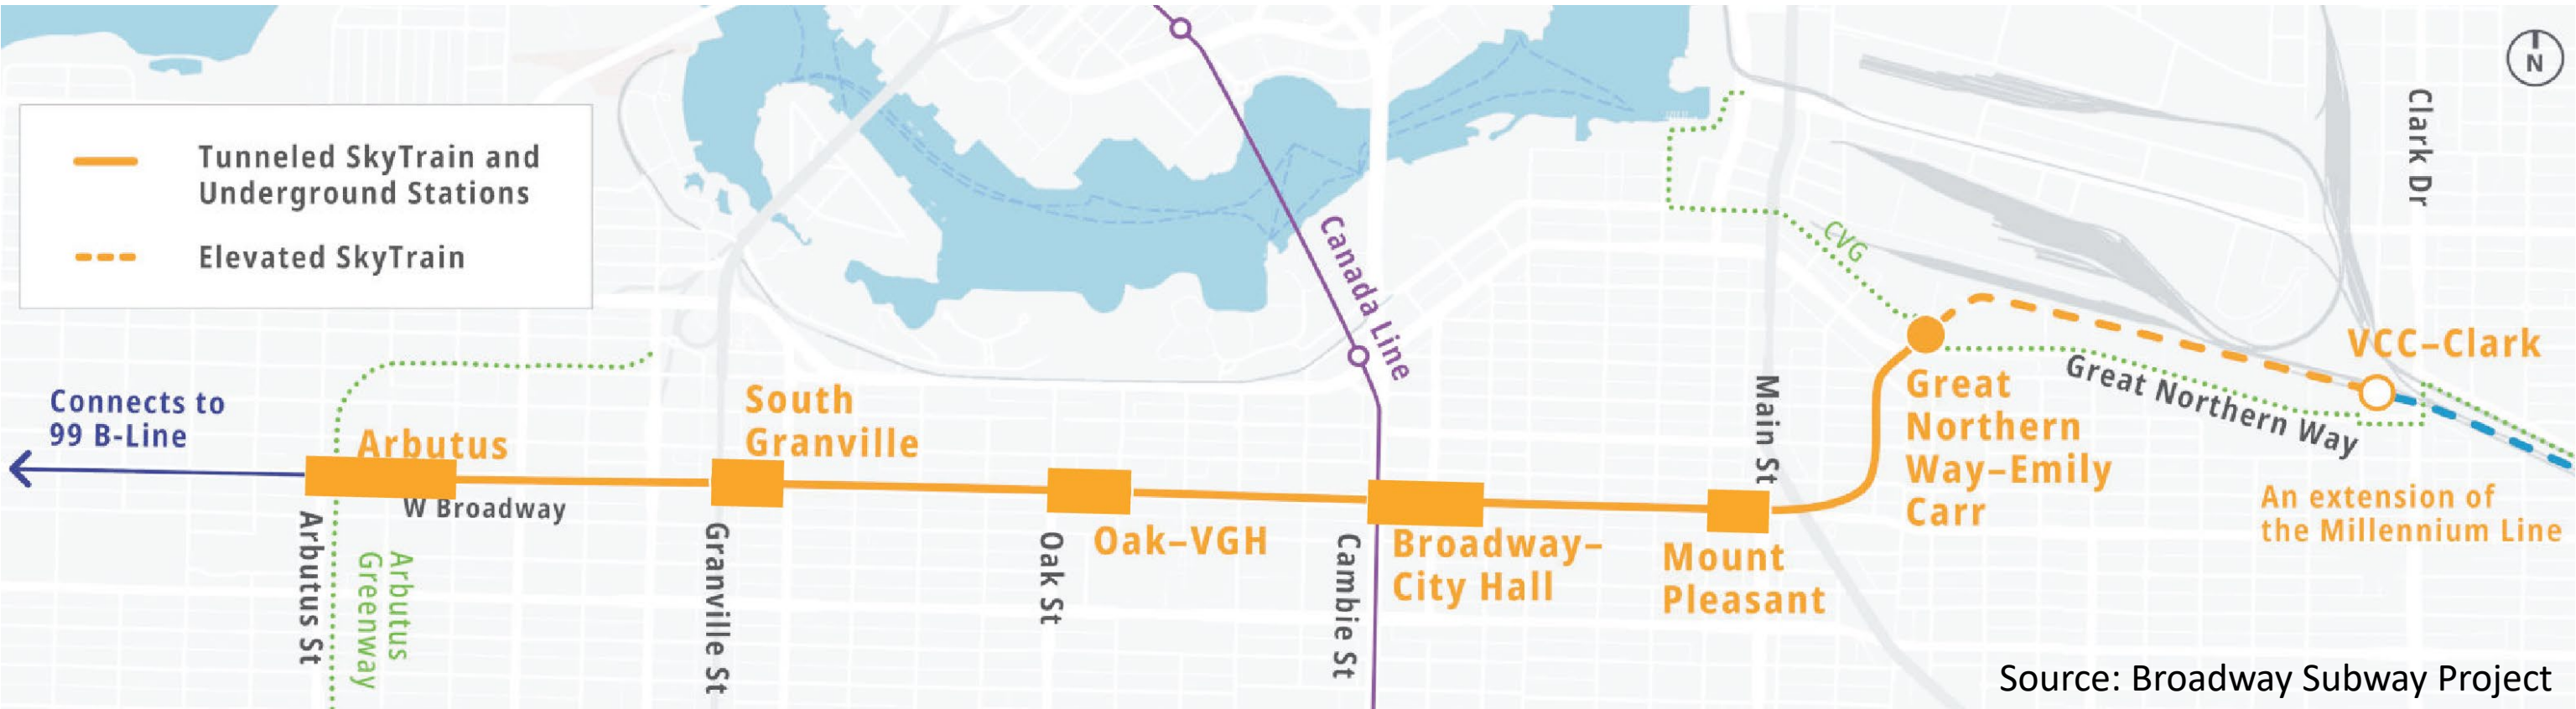 N
Clark Dr
Tunneled SkyTrain and
Underground Stations
Elevated SkyTrain
Canada Line
CVG
VCC–Clark
Great Northern Way
Connects to
99 B-Line
Arbutus
South
Granville
Main St
Great
Northern
Way–Emily
Carr
W Broadway
An extension of
the Millennium Line
Arbutus St
Arbutus
Greenway
Granville St
Oak St
Oak–VGH
Cambie St
Broadway–
City Hall
Mount
Pleasant
Source: Broadway Subway Project